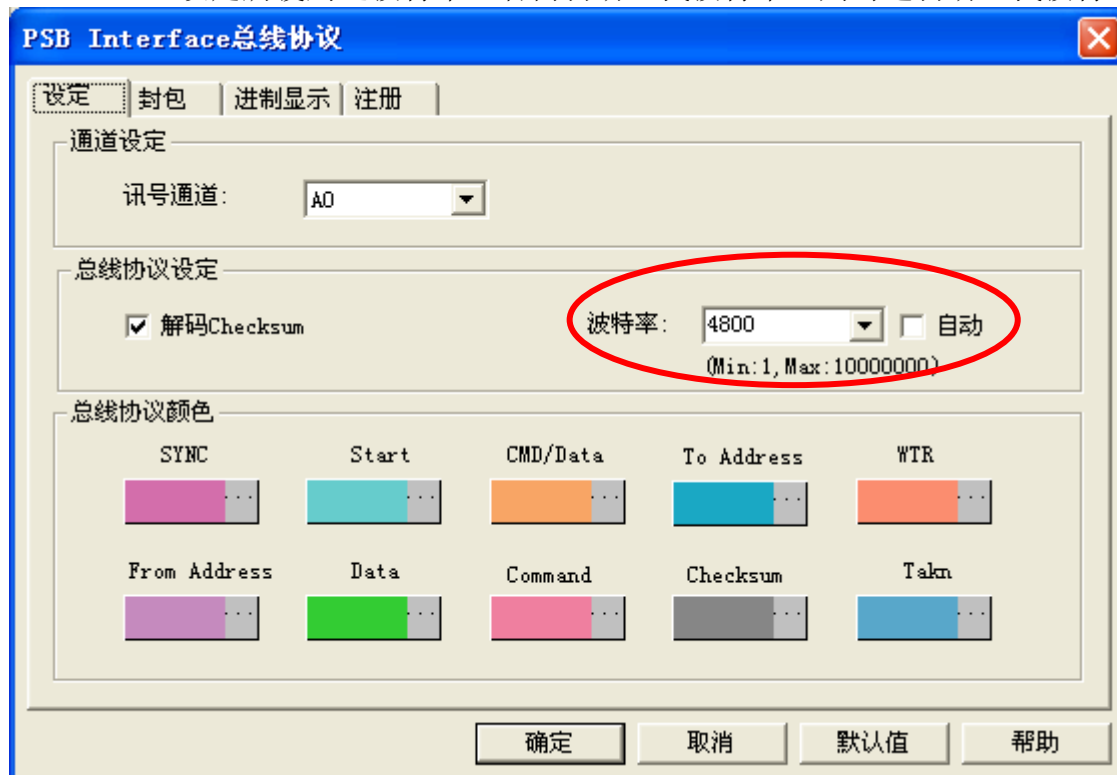 PSB Interface总线协议
设定 封包 进制显示 注册
通道设定
讯号通道: A0
总线协议设定
解码Checksum 波特率: 4800 自动
(Min:1,Max:10000000)
总线协议颜色
SYNC Start CMD/Data To Address WTR
... ... ... ... ...
From Address Data Command Checksum Takn
... ... ... ... ...
确定 取消 默认值 帮助